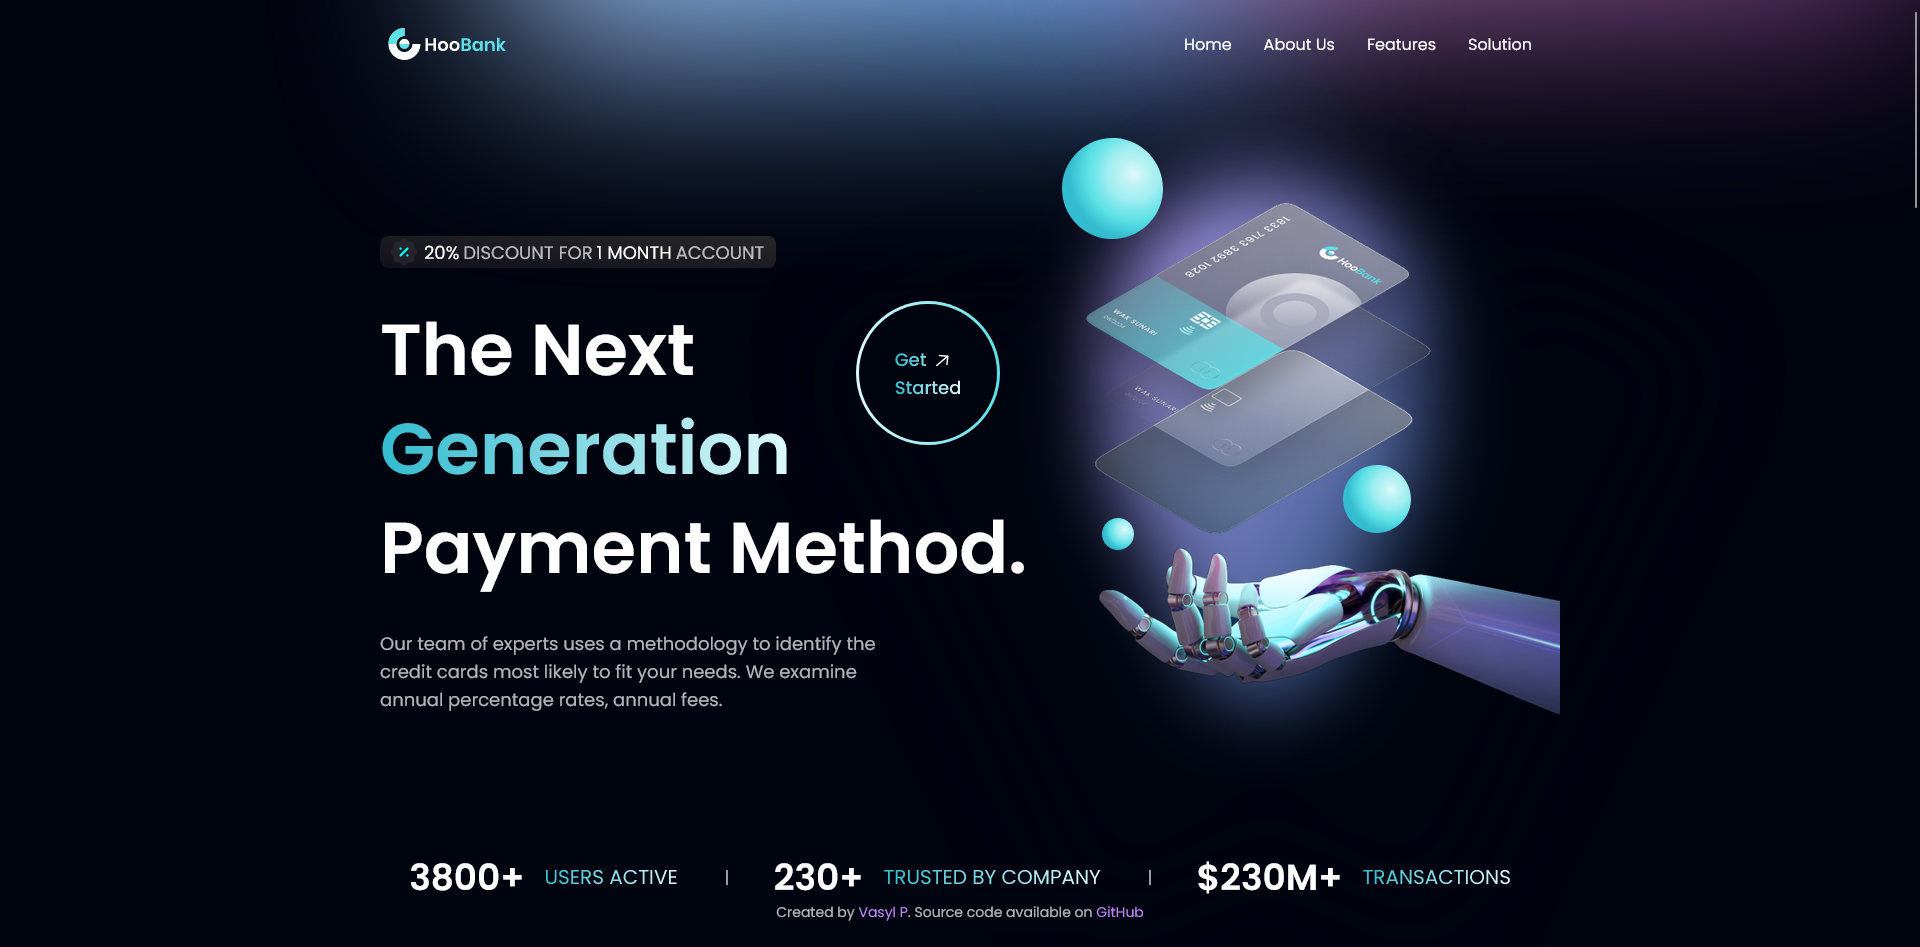 HooBank
Home
About Us
Features
Solution
20% DISCOUNT FOR 1 MONTH ACCOUNT
The Next
Generation
Payment Method.
Get
Started
Our team of experts uses a methodology to identify the
credit cards most likely to fit your needs. We examine
annual percentage rates, annual fees.
1833 7163 3892 1028
HooBank
WAK SUNARI
WAK SUNARI
3800+ USERS ACTIVE
230+ TRUSTED BY COMPANY
$230M+ TRANSACTIONS
Created by Vasyl P. Source code available on GitHub